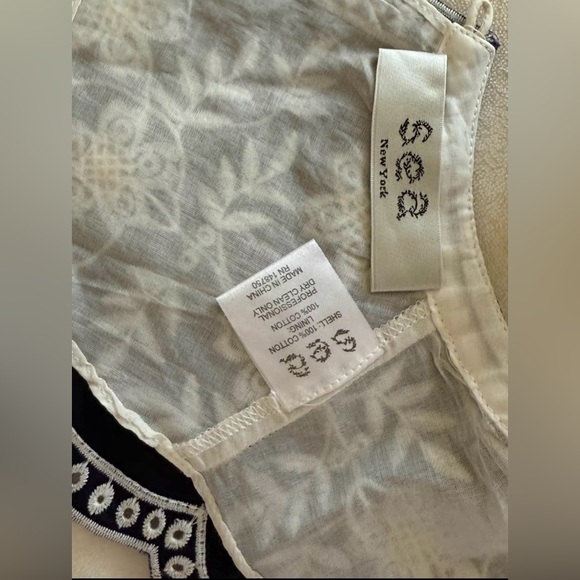 sea
New York
sea
SHELL: 100% COTTON
LINING:
100% COTTON
PROFESSIONAL
DRY CLEAN ONLY
MADE IN CHINA
RN 148750